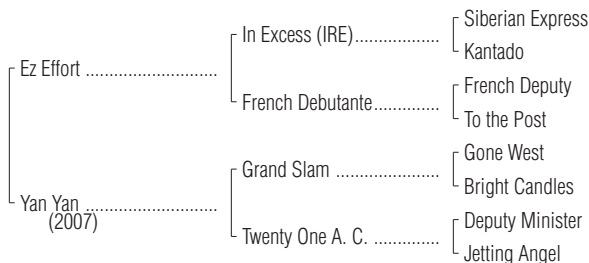 Siberian Express
In Excess (IRE)..................
Kantado
Ez Effort ............................
French Deputy
French Debutante..............
To the Post
Gone West
Grand Slam ......................
Bright Candles
Yan Yan ............................
(2007)
Deputy Minister
Twenty One A. C. ..............
Jetting Angel